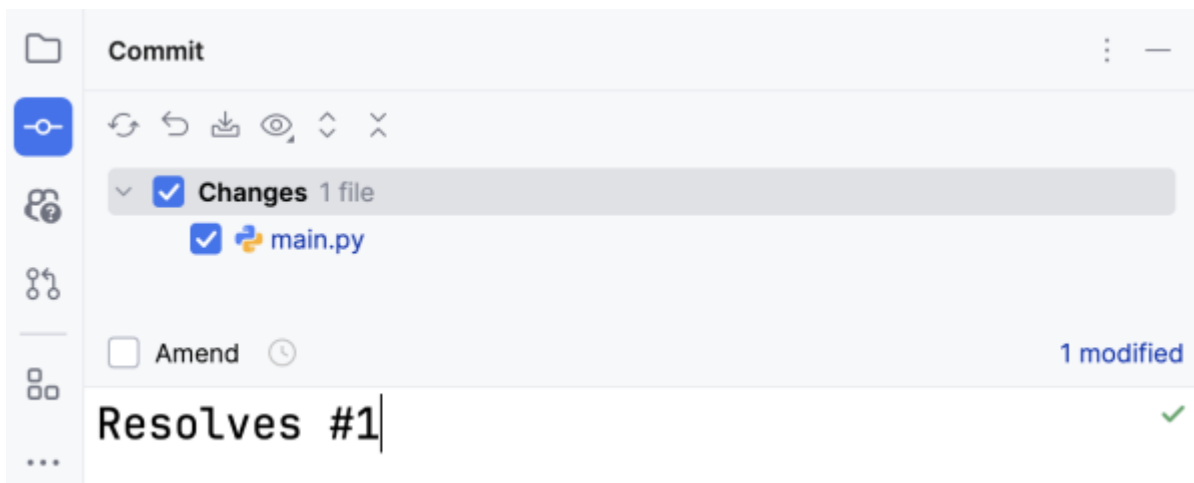 Commit
Changes 1 file
main.py
Amend 1 modified
Resolves #1